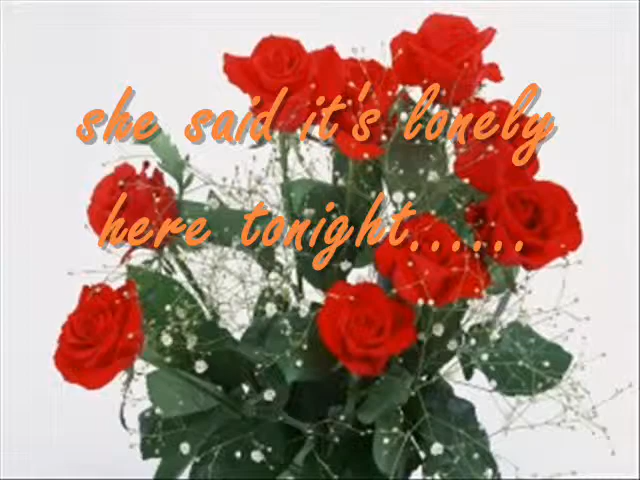 she said it's lonely
here tonight......